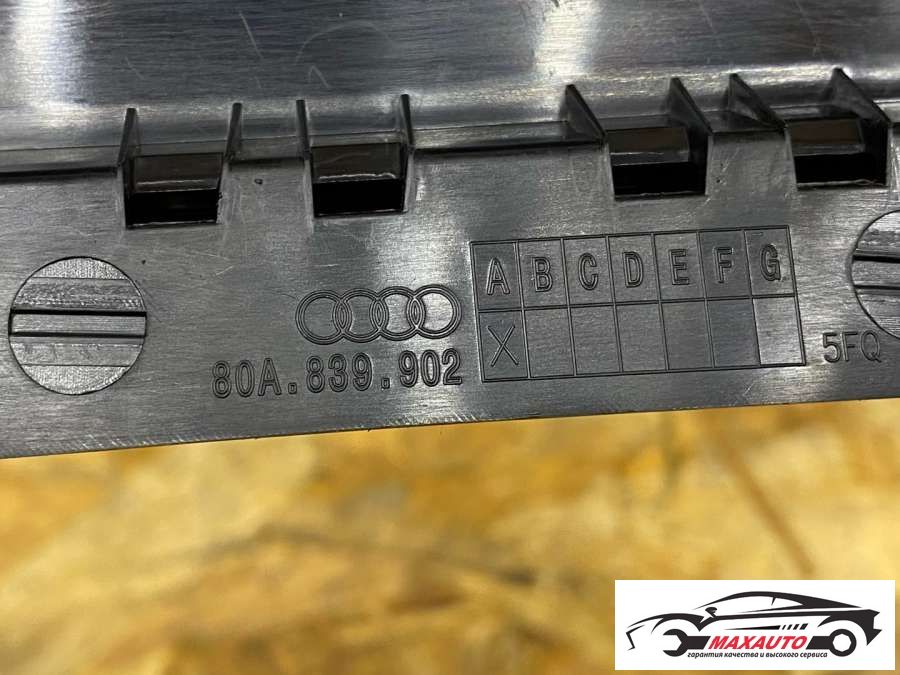 A B C D E F G
X
80A.839.902
5FQ
MAXAUTO
гарантия качества и высокого сервиса